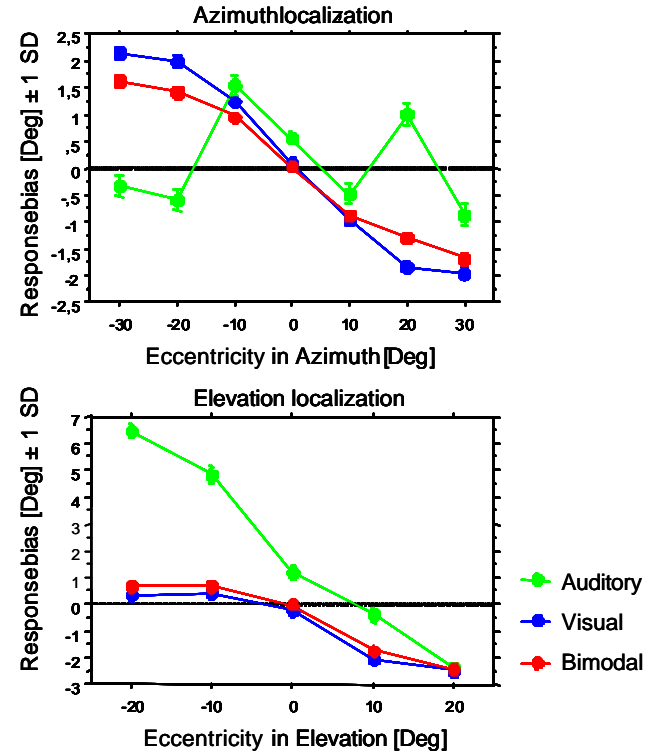 Azimuthlocalization
Responsebias [Deg] ± 1 SD
2,5
2
1,5
1
,5
0
-,5
-1
-1,5
-2
-2,5
-30 -20 -10 0 10 20 30
Eccentricity in Azimuth [Deg]
Elevation localization
Responsebias [Deg] ± 1 SD
7
6
5
4
3
2
1
0
-1
-2
-3
-20 -10 0 10 20
Eccentricity in Elevation [Deg]
Auditory
Visual
Bimodal